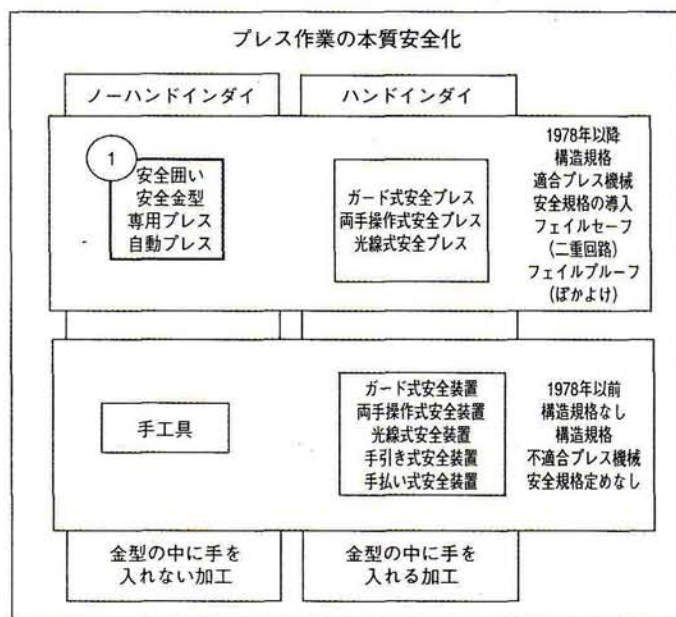 プレス作業の本質安全化
ノーハンドインダイ
ハンドインダイ
1
安全囲い
安全金型
専用プレス
自動プレス
ガード式安全プレス
両手操作式安全プレス
光線式安全プレス
1978年以降
構造規格
適合プレス機械
安全規格の導入
フェイルセーフ
(二重回路)
フェイルプルーフ
(ぽかよけ)
手工具
ガード式安全装置
両手操作式安全装置
光線式安全装置
手引き式安全装置
手払い式安全装置
1978年以前
構造規格なし
構造規格
不適合プレス機械
安全規格定めなし
金型の中に手を
入れない加工
金型の中に手を
入れる加工